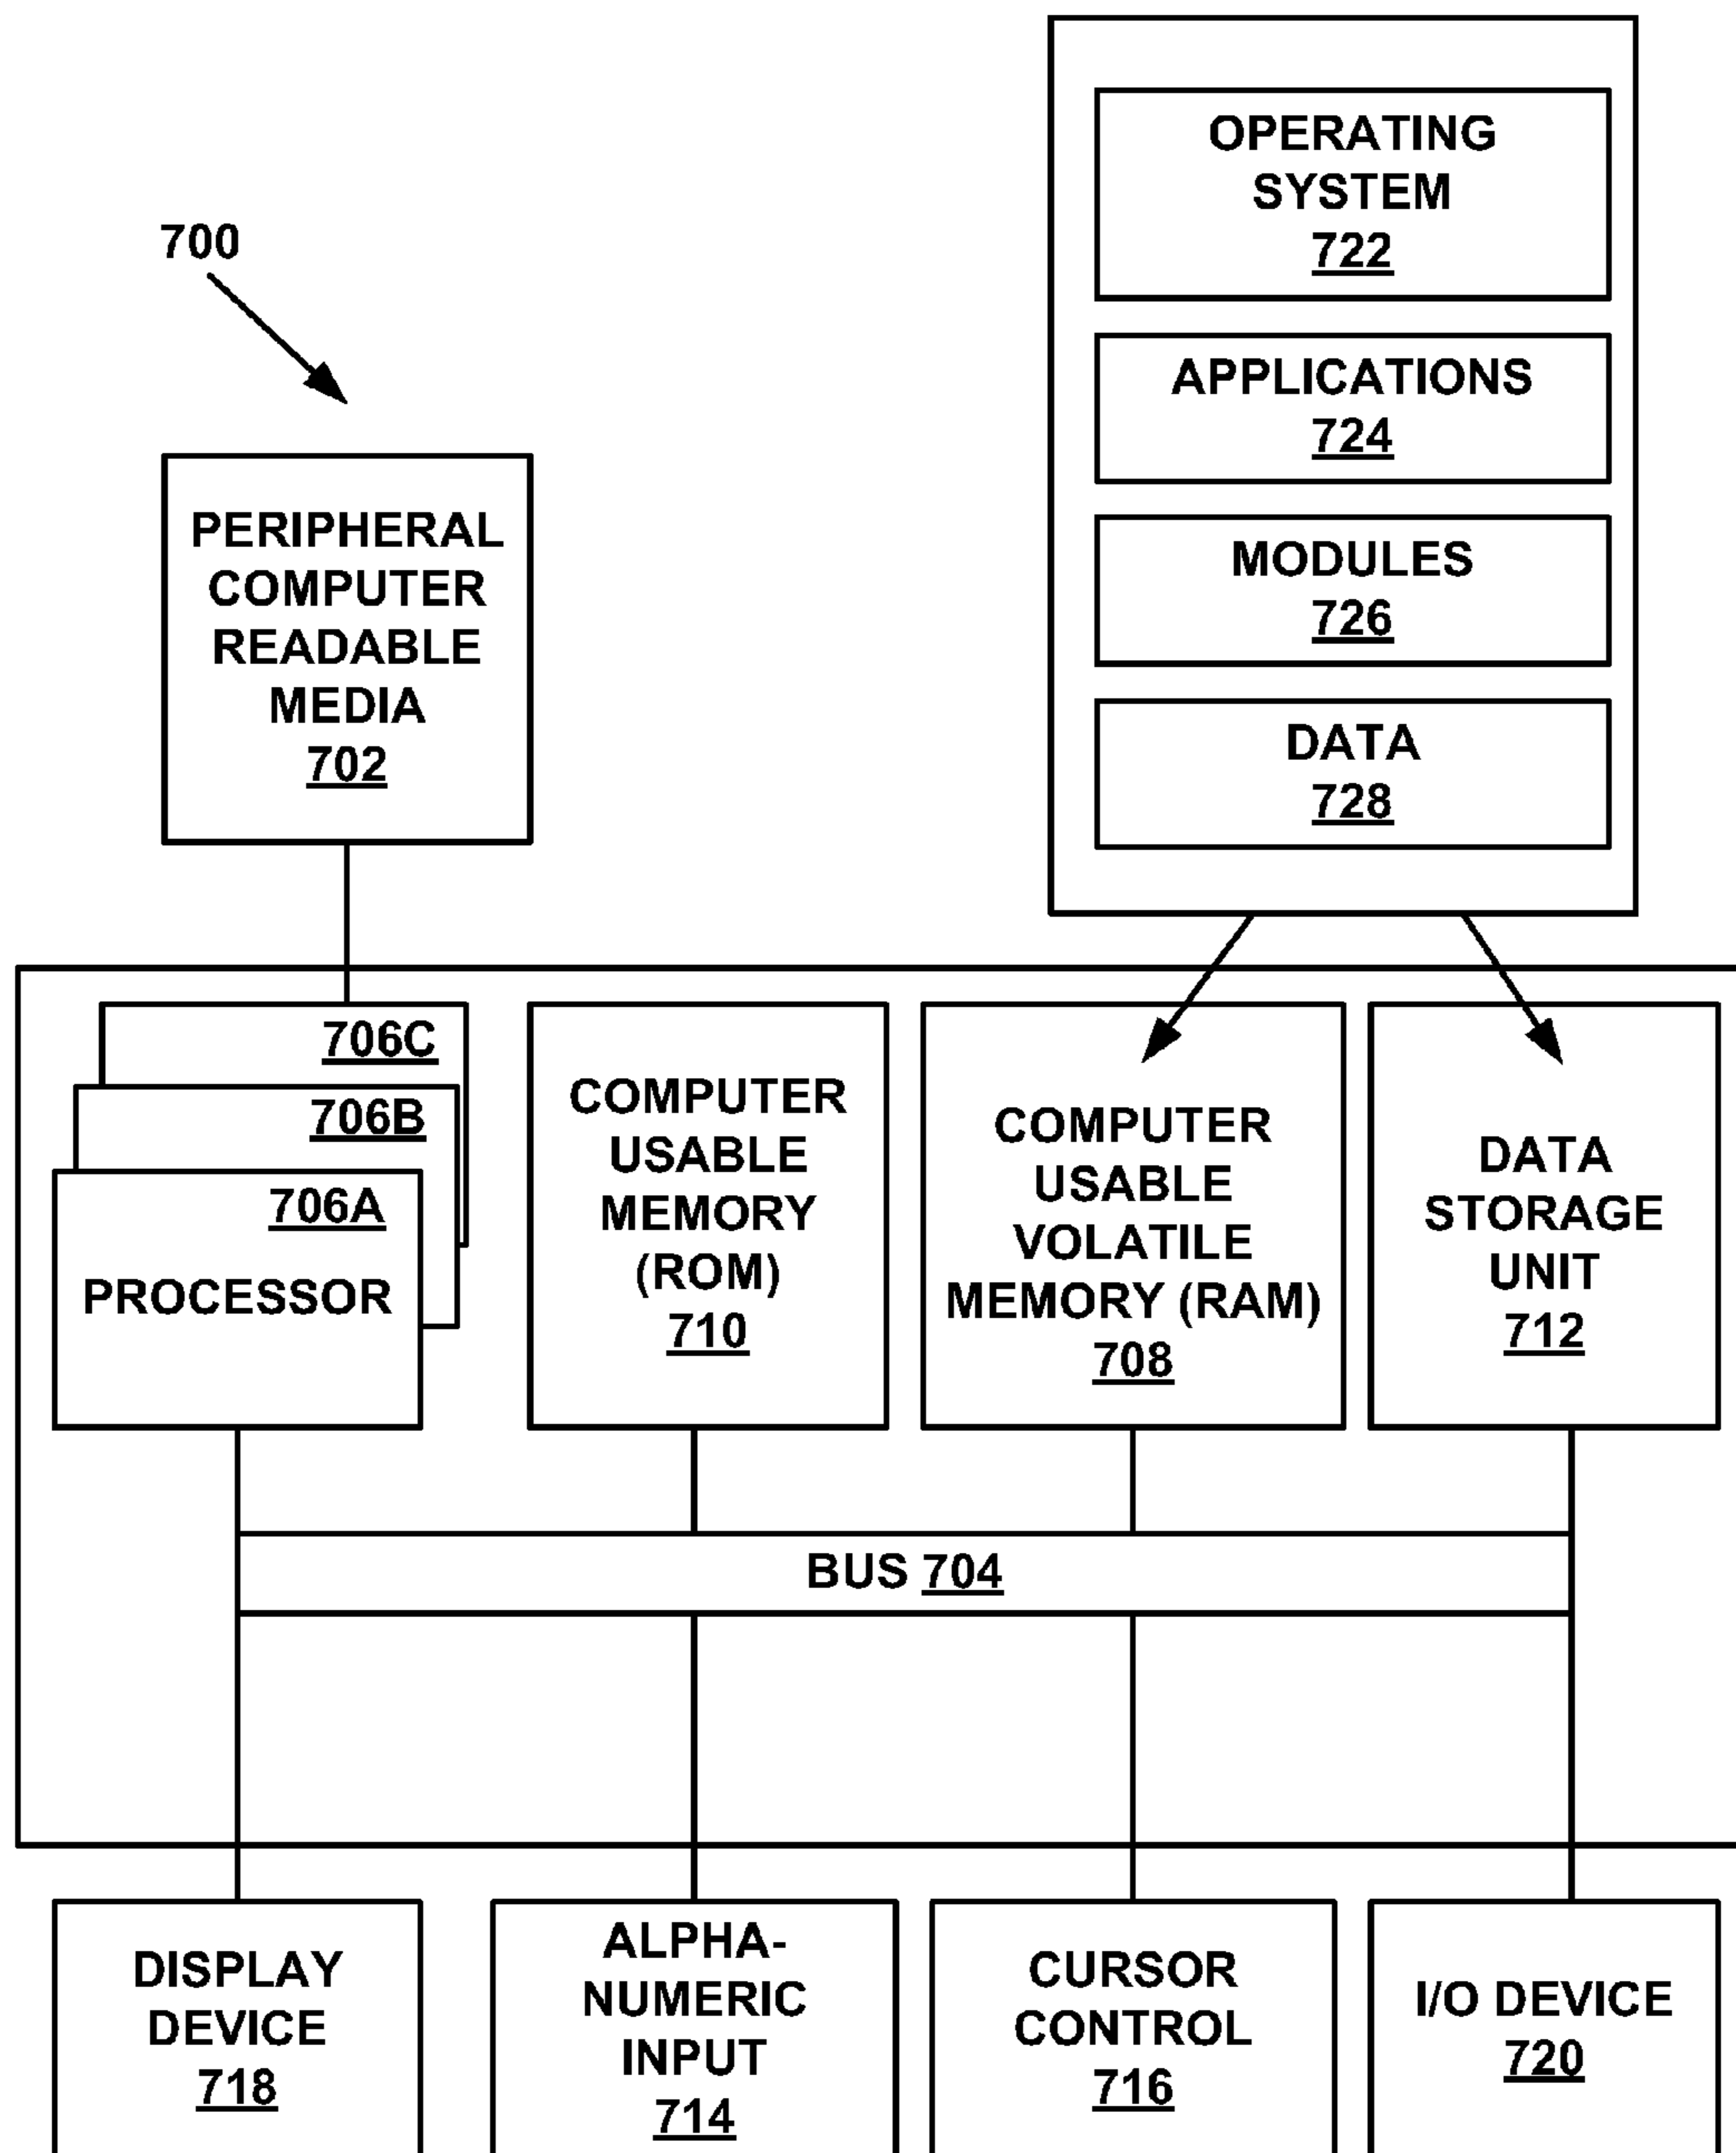 700
OPERATING
SYSTEM
722
APPLICATIONS
724
MODULES
726
DATA
728
PERIPHERAL
COMPUTER
READABLE
MEDIA
702
706C
706B
706A
PROCESSOR
COMPUTER
USABLE
MEMORY
(ROM)
710
COMPUTER
USABLE
VOLATILE
MEMORY (RAM)
708
DATA
STORAGE
UNIT
712
BUS 704
DISPLAY
DEVICE
718
ALPHA-
NUMERIC
INPUT
714
CURSOR
CONTROL
716
I/O DEVICE
720